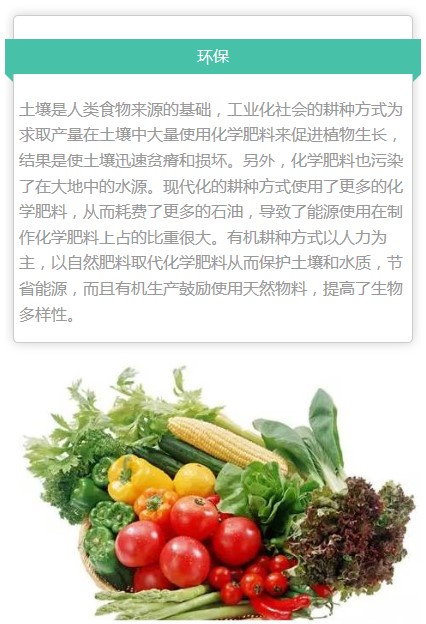 环保
土壤是人类食物来源的基础，工业化社会的耕种方式为
求取产量在土壤中大量使用化学肥料来促进植物生长，
结果是使土壤迅速贫瘠和损坏。另外，化学肥料也污染
了在大地中的水源。现代化的耕种方式使用了更多的化
学肥料，从而耗费了更多的石油，导致了能源使用在制
作化学肥料上占的比重很大。有机耕种方式以人力为
主，以自然肥料取代化学肥料从而保护土壤和水质，节
省能源，而且有机生产鼓励使用天然物料，提高了生物
多样性。